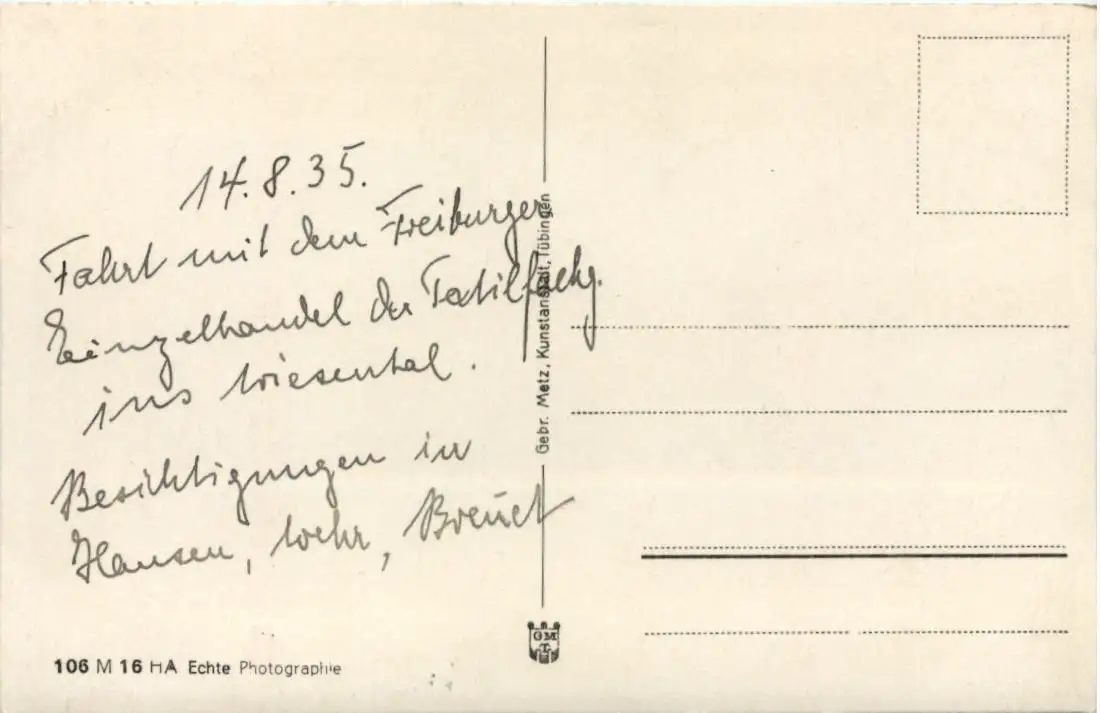 14.8.35.
Fahrt mit dem Freiburger
Einzelhandel der Textilfachg.
ins Wiesental.
Besichtigungen in
Hausen, Wehr,
Gebr. Metz, Kunstanstalt, Tübingen
GM
T
106 M 16 HA Echte Photographie